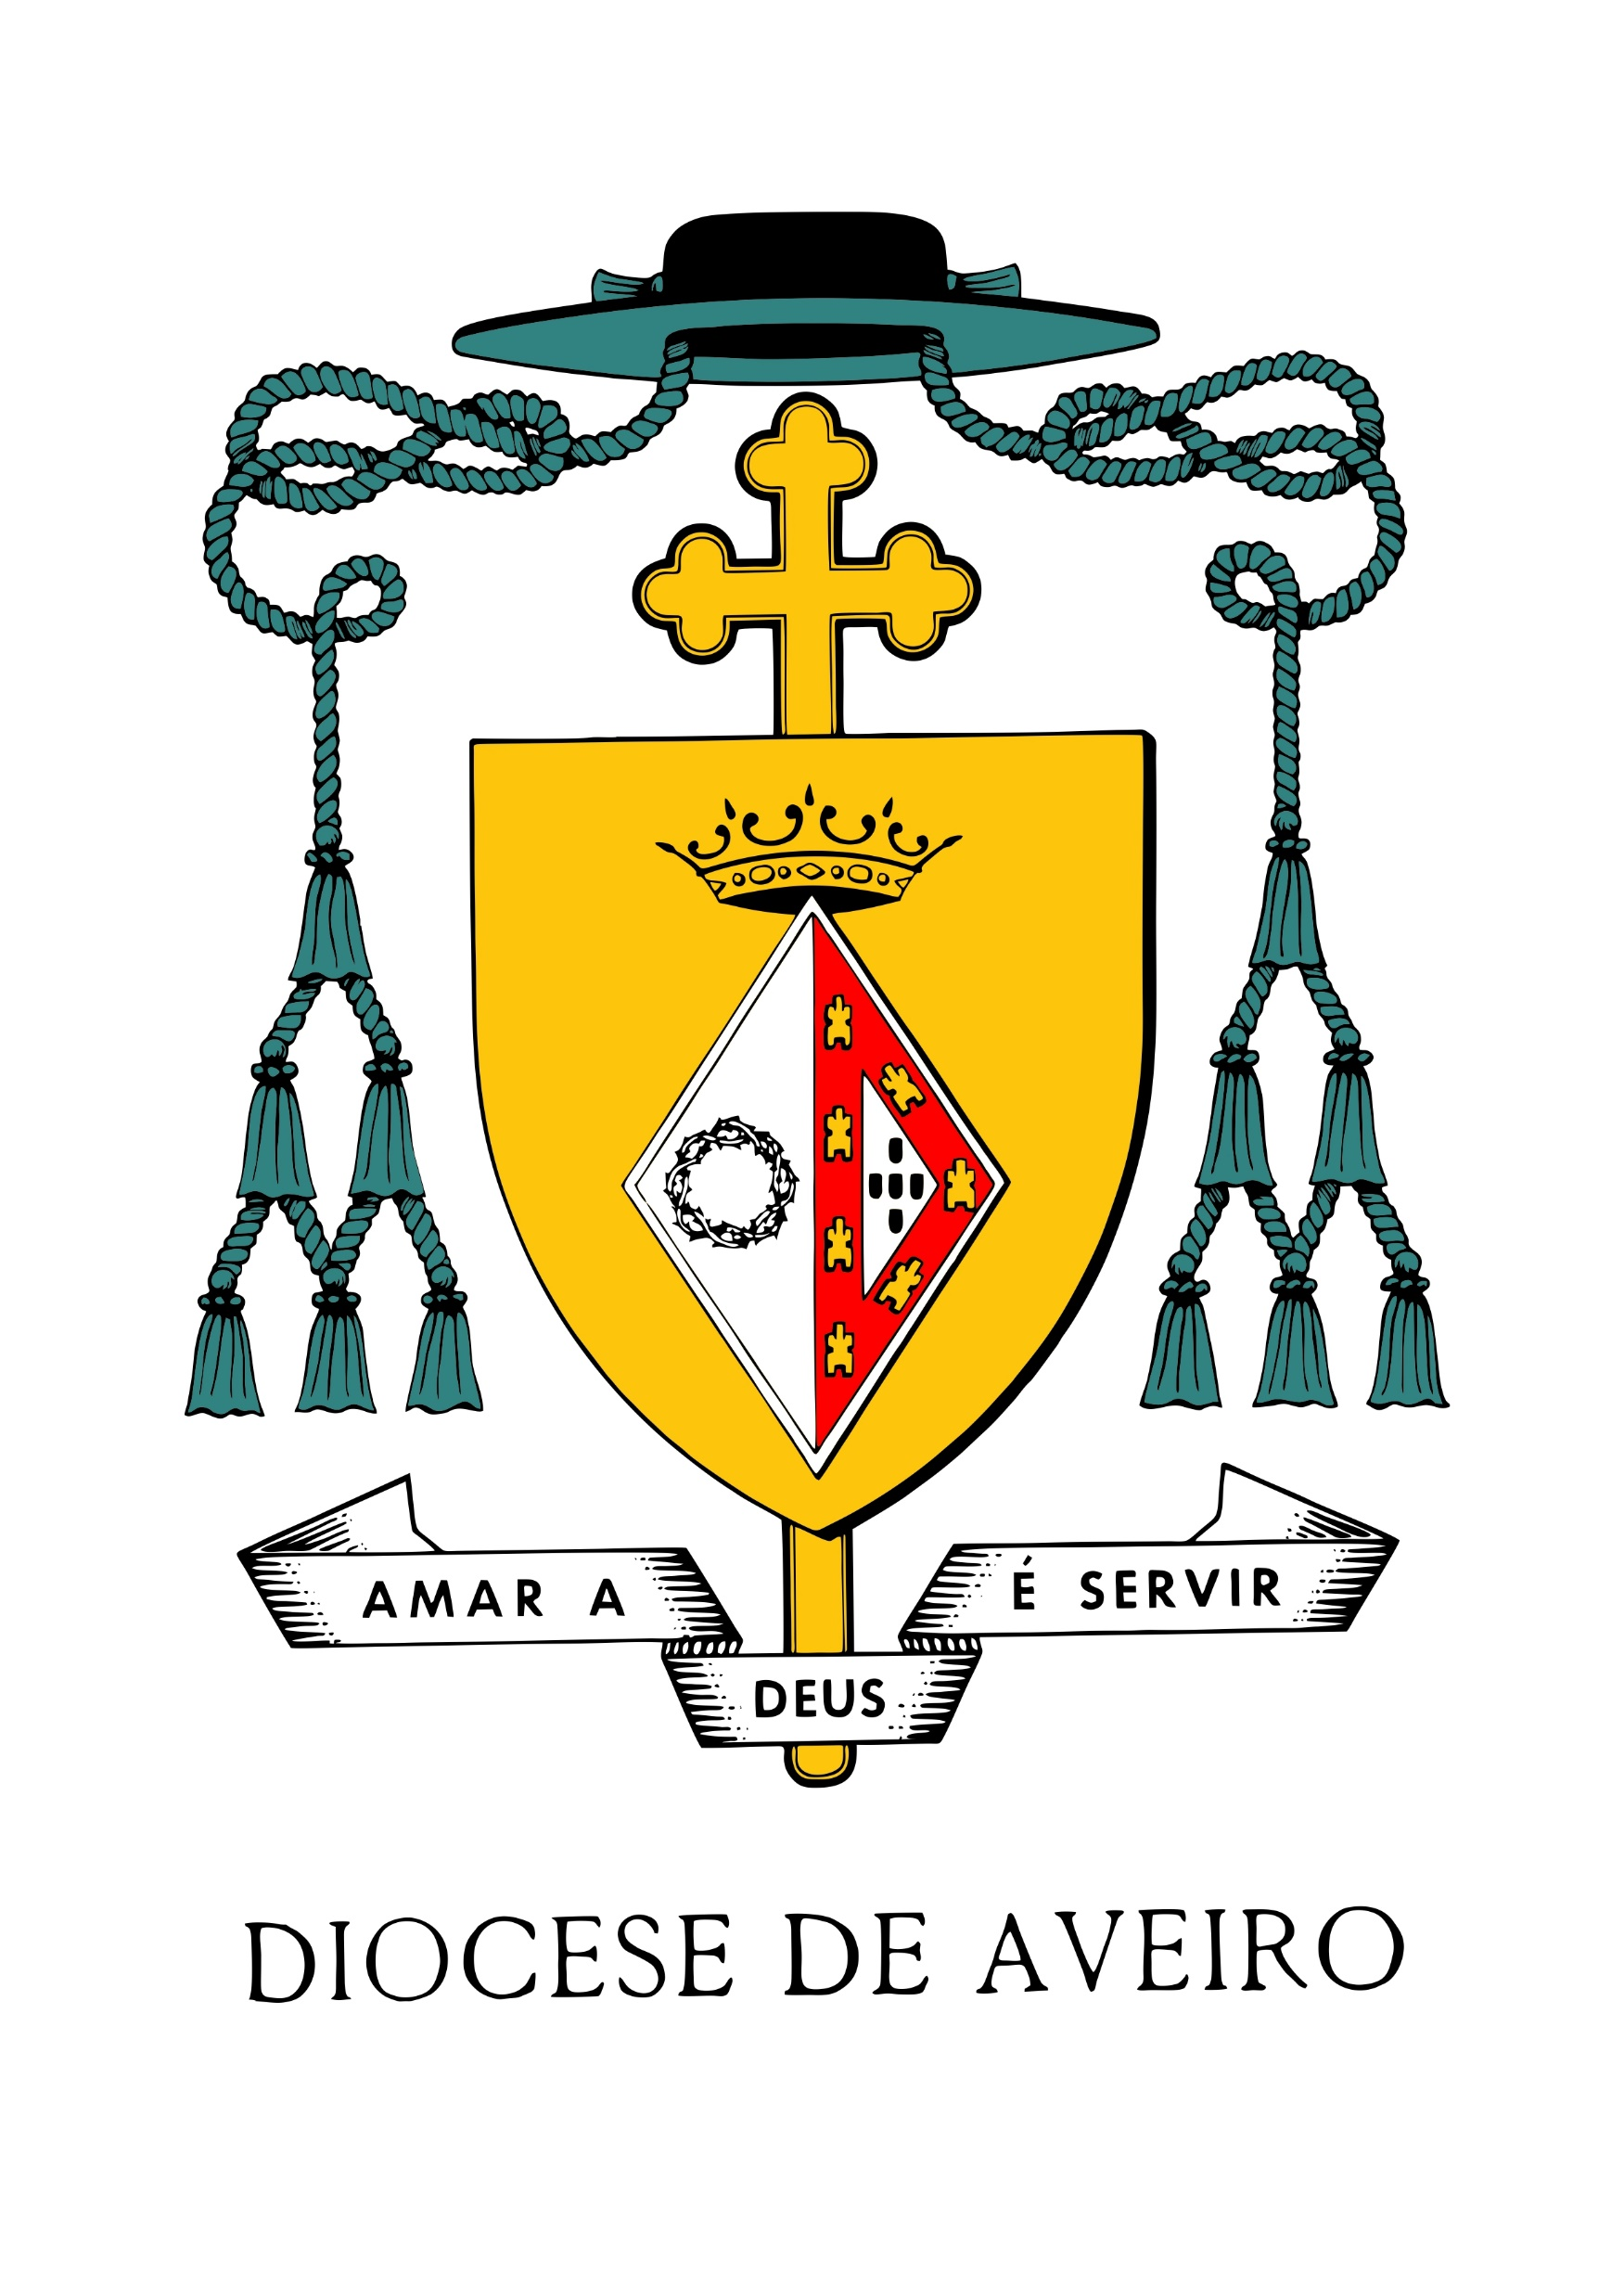 AMAR A
DEUS
É SERVIR
DIOCESE DE AVEIRO